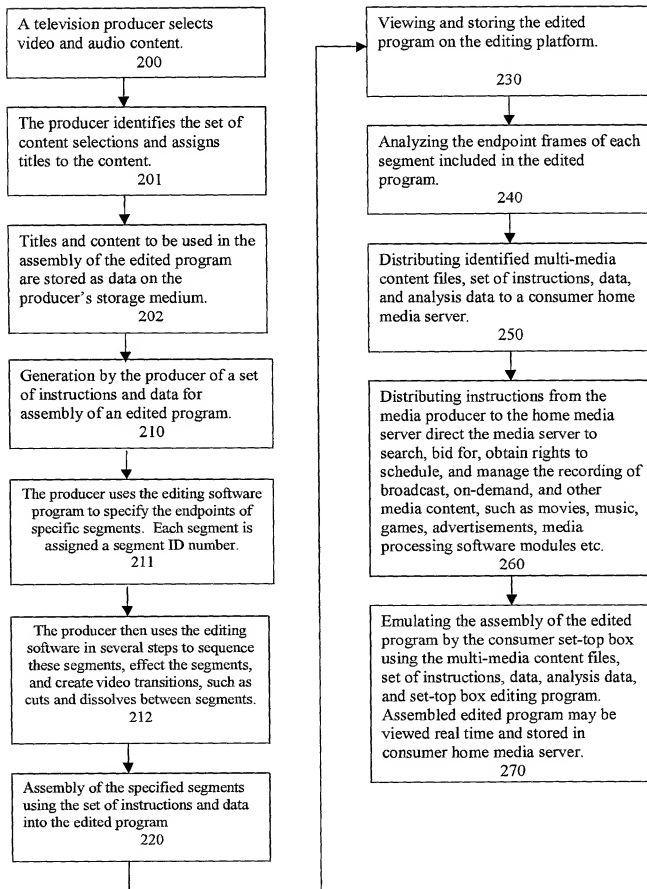 A television producer selects
video and audio content.
200
The producer identifies the set of
content selections and assigns
titles to the content.
201
Titles and content to be used in the
assembly of the edited program
are stored as data on the
producer's storage medium.
202
Generation by the producer of a set
of instructions and data for
assembly of an edited program.
210
The producer uses the editing software
program to specify the endpoints of
specific segments. Each segment is
assigned a segment ID number.
211
The producer then uses the editing
software in several steps to sequence
these segments, effect the segments,
and create video transitions, such as
cuts and dissolves between segments.
212
Assembly of the specified segments
using the set of instructions and data
into the edited program
220
Viewing and storing the edited
program on the editing platform.
230
Analyzing the endpoint frames of each
segment included in the edited
program.
240
Distributing identified multi-media
content files, set of instructions, data,
and analysis data to a consumer home
media server.
250
Distributing instructions from the
media producer to the home media
server direct the media server to
search, bid for, obtain rights to
schedule, and manage the recording of
broadcast, on-demand, and other
media content, such as movies, music,
games, advertisements, media
processing software modules etc.
260
Emulating the assembly of the edited
program by the consumer set-top box
using the multi-media content files,
set of instructions, data, analysis data,
and set-top box editing program.
Assembled edited program may be
viewed real time and stored in
consumer home media server.
270